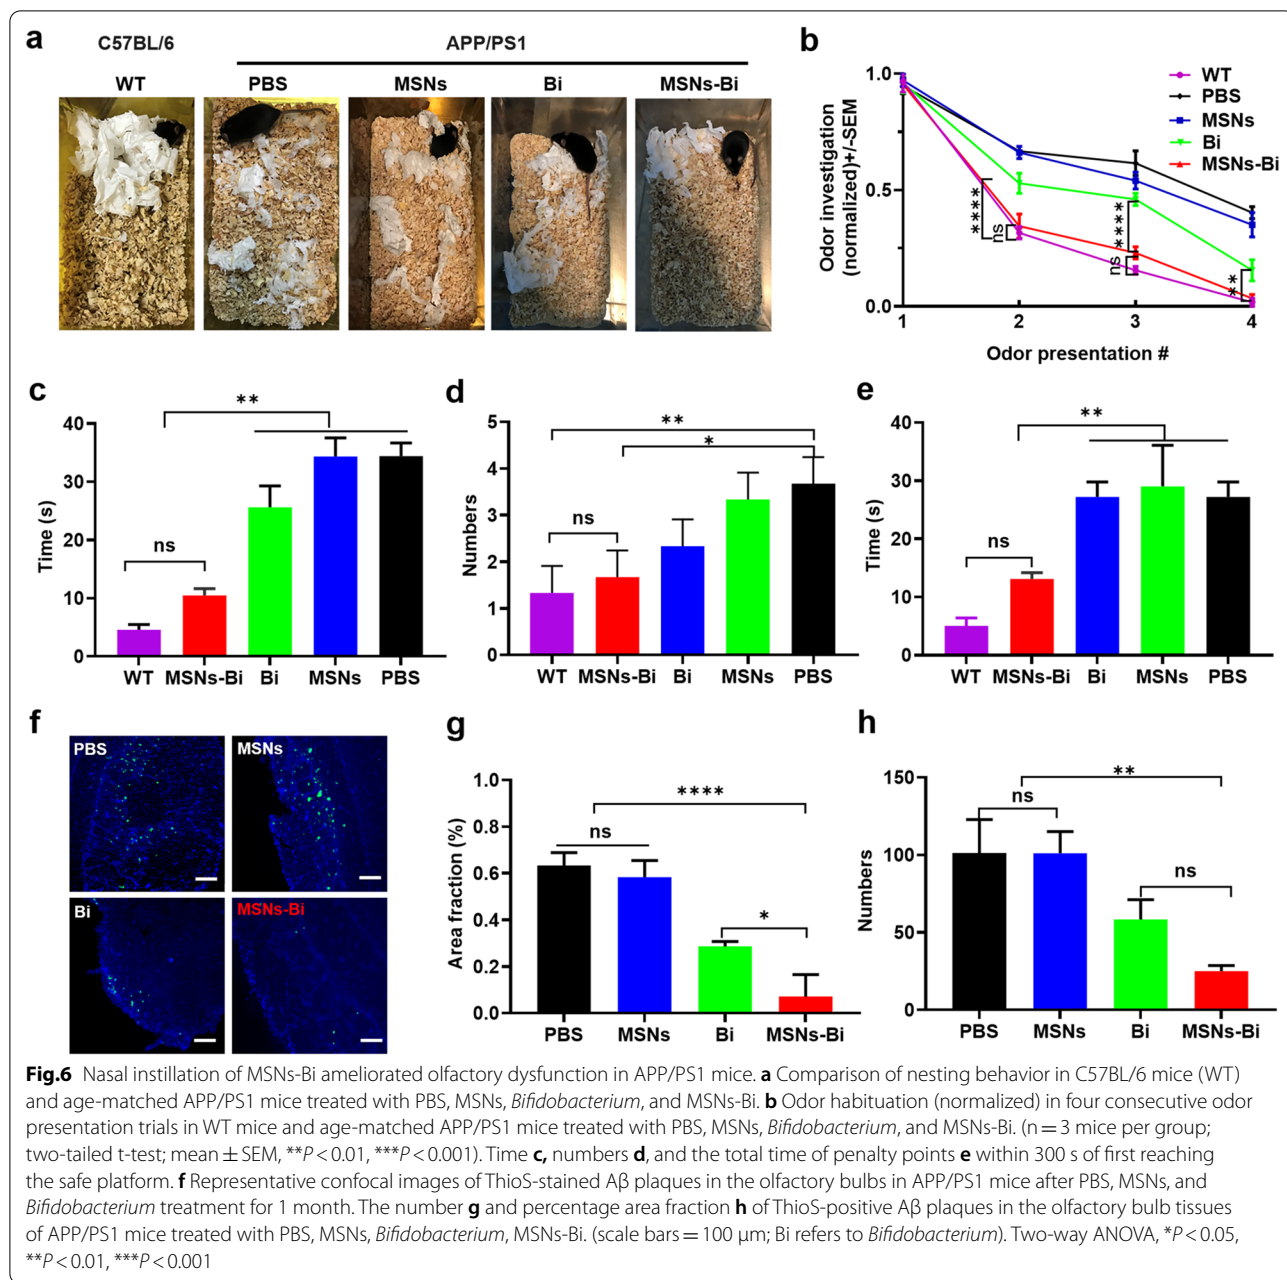 a
C57BL/6
APP/PS1
WT
PBS
MSNs
Bi
MSNs-Bi
b
Odor investigation
(normalized)+/-SEM
1.0
0.5
0.0
WT
PBS
MSNs
Bi
MSNs-Bi
****
ns
****
ns
**
*
1
2
3
4
Odor presentation #
c
**
ns
Time (s)
40
30
20
10
0
WT
MSNs-Bi
Bi
MSNs
PBS
d
**
*
ns
Numbers
5
4
3
2
1
0
WT
MSNs-Bi
Bi
MSNs
PBS
e
**
ns
Time (s)
40
30
20
10
0
WT
MSNs-Bi
Bi
MSNs
PBS
f
PBS
MSNs
Bi
MSNs-Bi
g
****
ns
*
Area fraction (%)
1.0
0.8
0.6
0.4
0.2
0.0
PBS
MSNs
Bi
MSNs-Bi
h
**
ns
ns
Numbers
150
100
50
0
PBS
MSNs
Bi
MSNs-Bi
Fig.6 Nasal instillation of MSNs-Bi ameliorated olfactory dysfunction in APP/PS1 mice. a Comparison of nesting behavior in C57BL/6 mice (WT)
and age-matched APP/PS1 mice treated with PBS, MSNs, Bifidobacterium, and MSNs-Bi. b Odor habituation (normalized) in four consecutive odor
presentation trials in WT mice and age-matched APP/PS1 mice treated with PBS, MSNs, Bifidobacterium, and MSNs-Bi. (n = 3 mice per group;
two-tailed t-test; mean ± SEM, **P < 0.01, ***P < 0.001). Time c, numbers d, and the total time of penalty points e within 300 s of first reaching
the safe platform. f Representative confocal images of ThioS-stained Aβ plaques in the olfactory bulbs in APP/PS1 mice after PBS, MSNs, and
Bifidobacterium treatment for 1 month. The number g and percentage area fraction h of ThioS-positive Aβ plaques in the olfactory bulb tissues
of APP/PS1 mice treated with PBS, MSNs, Bifidobacterium, MSNs-Bi. (scale bars = 100 μm; Bi refers to Bifidobacterium). Two-way ANOVA, *P < 0.05,
**P < 0.01, ***P < 0.001